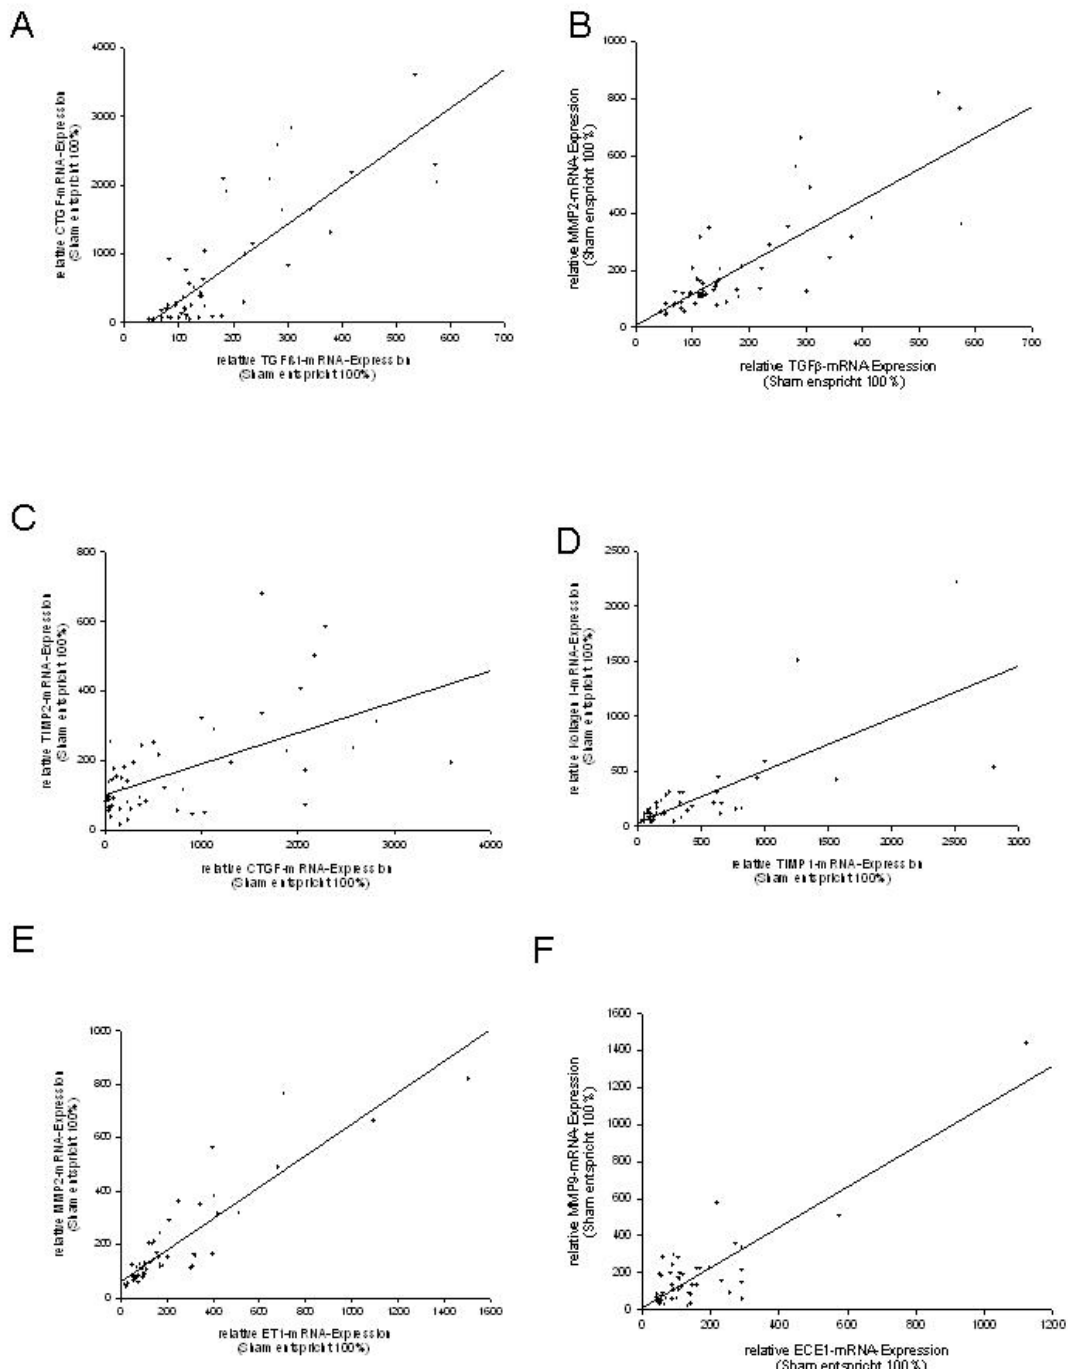 A
relative CTGF-mRNA-Expression
(Sham entspricht 100%)
4000
3000
2000
1000
0
0 100 200 300 400 500 600 700
relative TGFß1-mRNA-Expression
(Sham entspricht 100%)
B
relative MMP2-mRNA-Expression
(Sham enspricht 100%)
1000
800
600
400
200
0
0 100 200 300 400 500 600 700
relative TGFβ-mRNA-Expression
(Sham enspricht 100%)
C
relative TIMP2-mRNA-Expression
(Sham entspricht 100%)
800
600
400
200
0
0 1000 2000 3000 4000
relative CTGF-mRNA-Expression
(Sham entspricht 100%)
D
relative Kollagen I-mRNA-Expression
(Sham entspricht 100%)
2500
2000
1500
1000
500
0
0 500 1000 1500 2000 2500 3000
relative TIMP1-mRNA-Expression
(Sham entspricht 100%)
E
relative MMP2-mRNA-Expression
(Sham entspricht 100%)
1000
800
600
400
200
0
0 200 400 600 800 1000 1200 1400 1600
relative ET1-mRNA-Expression
(Sham entspricht 100%)
F
relative MMP9-mRNA-Expression
(Sham entspricht 100%)
1600
1400
1200
1000
800
600
400
200
0
0 200 400 600 800 1000 1200
relative ECE1-mRNA-Expression
(Sham entspricht 100%)